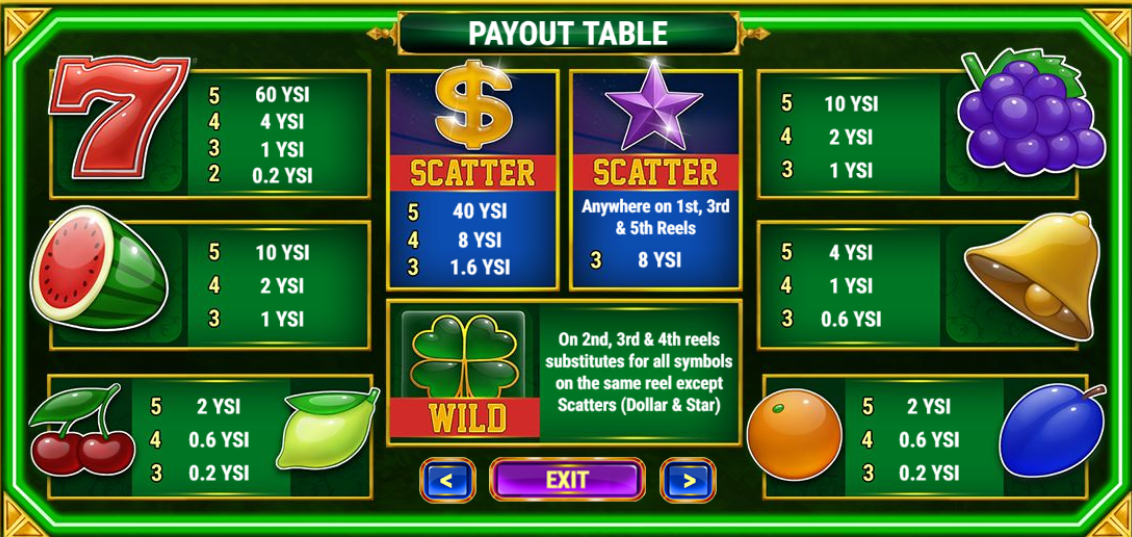 PAYOUT TABLE
5 60 YSI
4 4 YSI
3 1 YSI
2 0.2 YSI
SCATTER
5 40 YSI
4 8 YSI
3 1.6 YSI
SCATTER
Anywhere on 1st, 3rd
& 5th Reels
3 8 YSI
5 10 YSI
4 2 YSI
3 1 YSI
5 10 YSI
4 2 YSI
3 1 YSI
WILD
On 2nd, 3rd & 4th reels
substitutes for all symbols
on the same reel except
Scatters (Dollar & Star)
5 4 YSI
4 1 YSI
3 0.6 YSI
5 2 YSI
4 0.6 YSI
3 0.2 YSI
5 2 YSI
4 0.6 YSI
3 0.2 YSI
< EXIT >